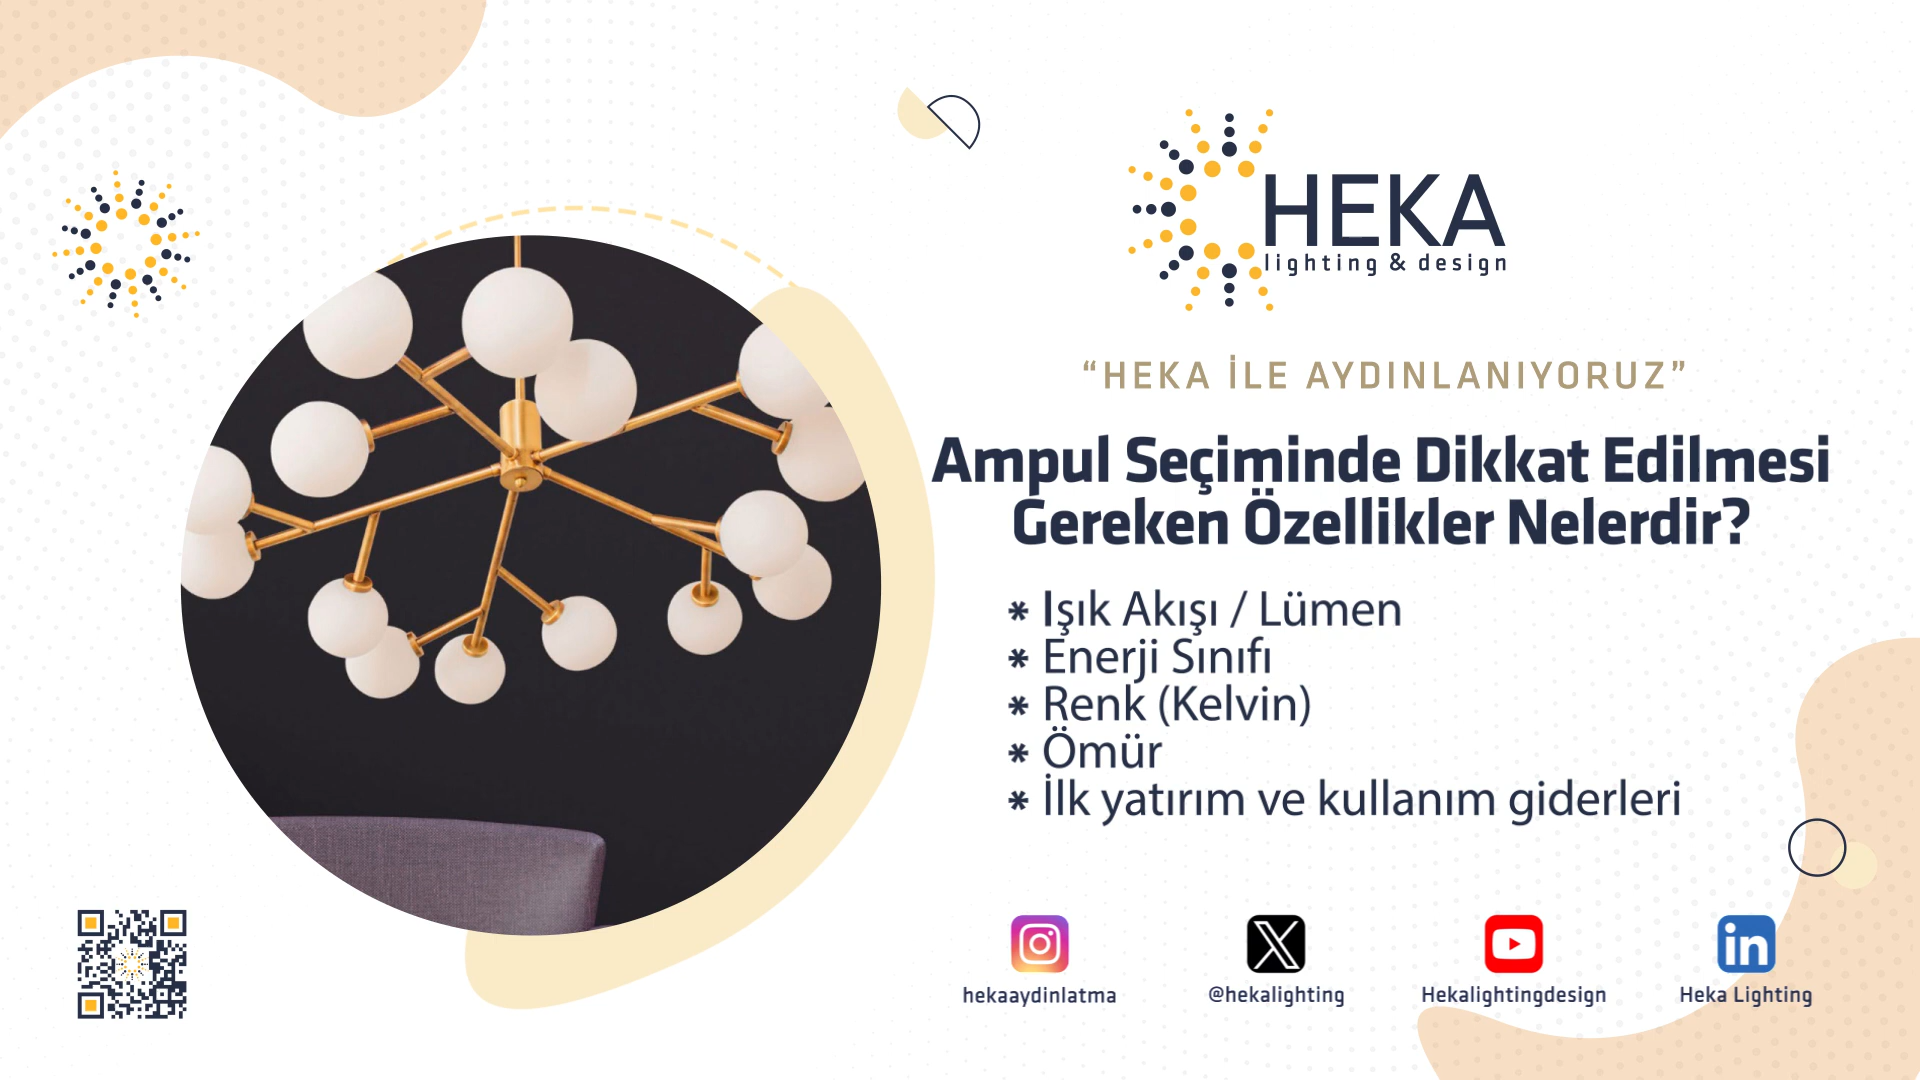 HEKA
lighting & design
“HEKA İLE AYDINLANIYORUZ”
Ampul Seçiminde Dikkat Edilmesi
Gereken Özellikler Nelerdir?
* Işık Akışı / Lümen
* Enerji Sınıfı
* Renk (Kelvin)
* Ömür
* İlk yatırım ve kullanım giderleri
hekaaydinlatma
@hekalighting
Hekalightingdesign
in
Heka Lighting